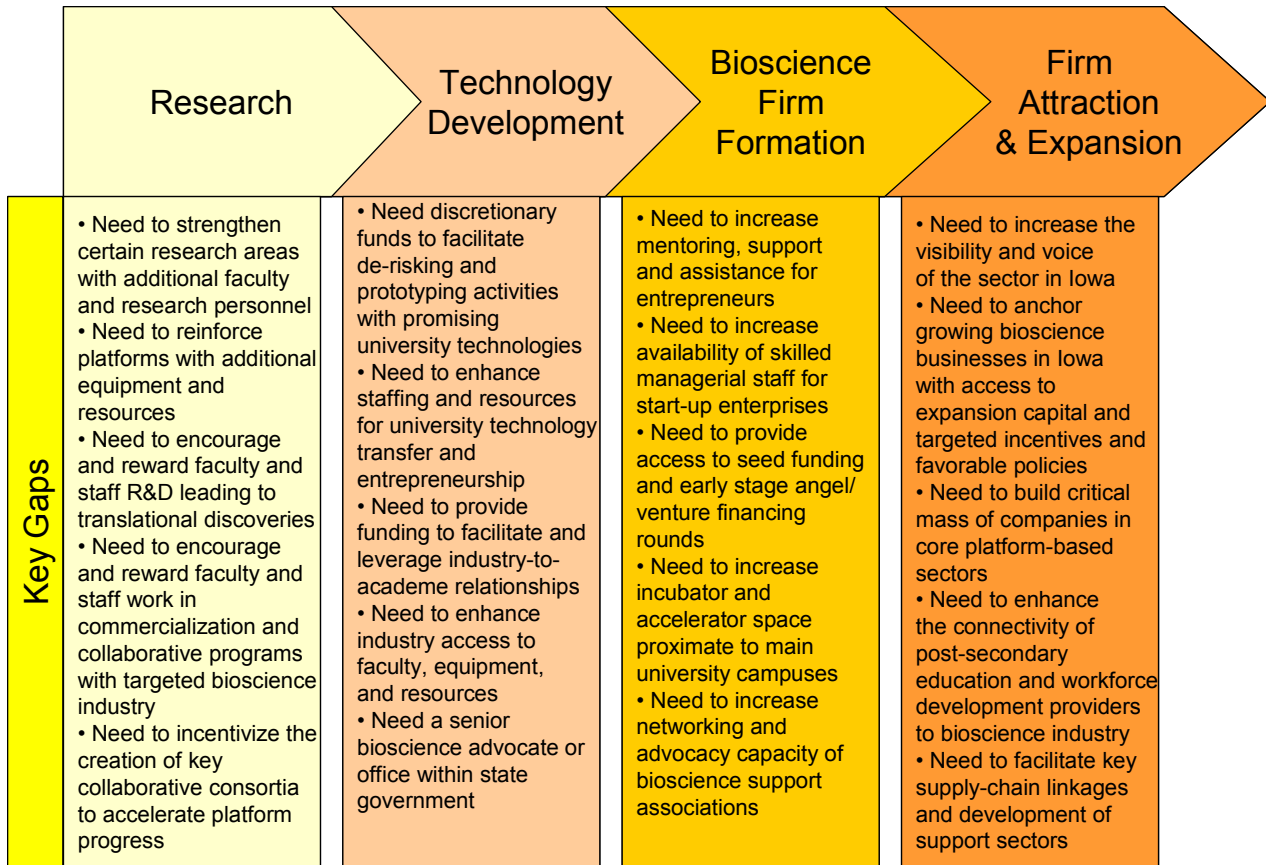 Research
Technology
Development
Bioscience
Firm
Formation
Firm
Attraction
& Expansion
Key Gaps
• Need to strengthen
certain research areas
with additional faculty
and research personnel
• Need to reinforce
platforms with additional
equipment and
resources
• Need to encourage
and reward faculty and
staff R&D leading to
translational discoveries
• Need to encourage
and reward faculty and
staff work in
commercialization and
collaborative programs
with targeted bioscience
industry
• Need to incentivize the
creation of key
collaborative consortia
to accelerate platform
progress
• Need discretionary
funds to facilitate
de-risking and
prototyping activities
with promising
university technologies
• Need to enhance
staffing and resources
for university technology
transfer and
entrepreneurship
• Need to provide
funding to facilitate and
leverage industry-to-
academe relationships
• Need to enhance
industry access to
faculty, equipment,
and resources
• Need a senior
bioscience advocate or
office within state
government
• Need to increase
mentoring, support
and assistance for
entrepreneurs
• Need to increase
availability of skilled
managerial staff for
start-up enterprises
• Need to provide
access to seed funding
and early stage angel/
venture financing
rounds
• Need to increase
incubator and
accelerator space
proximate to main
university campuses
• Need to increase
networking and
advocacy capacity of
bioscience support
associations
• Need to increase the
visibility and voice
of the sector in Iowa
• Need to anchor
growing bioscience
businesses in Iowa
with access to
expansion capital and
targeted incentives and
favorable policies
• Need to build critical
mass of companies in
core platform-based
sectors
• Need to enhance
the connectivity of
post-secondary
education and workforce
development providers
to bioscience industry
• Need to facilitate key
supply-chain linkages
and development of
support sectors